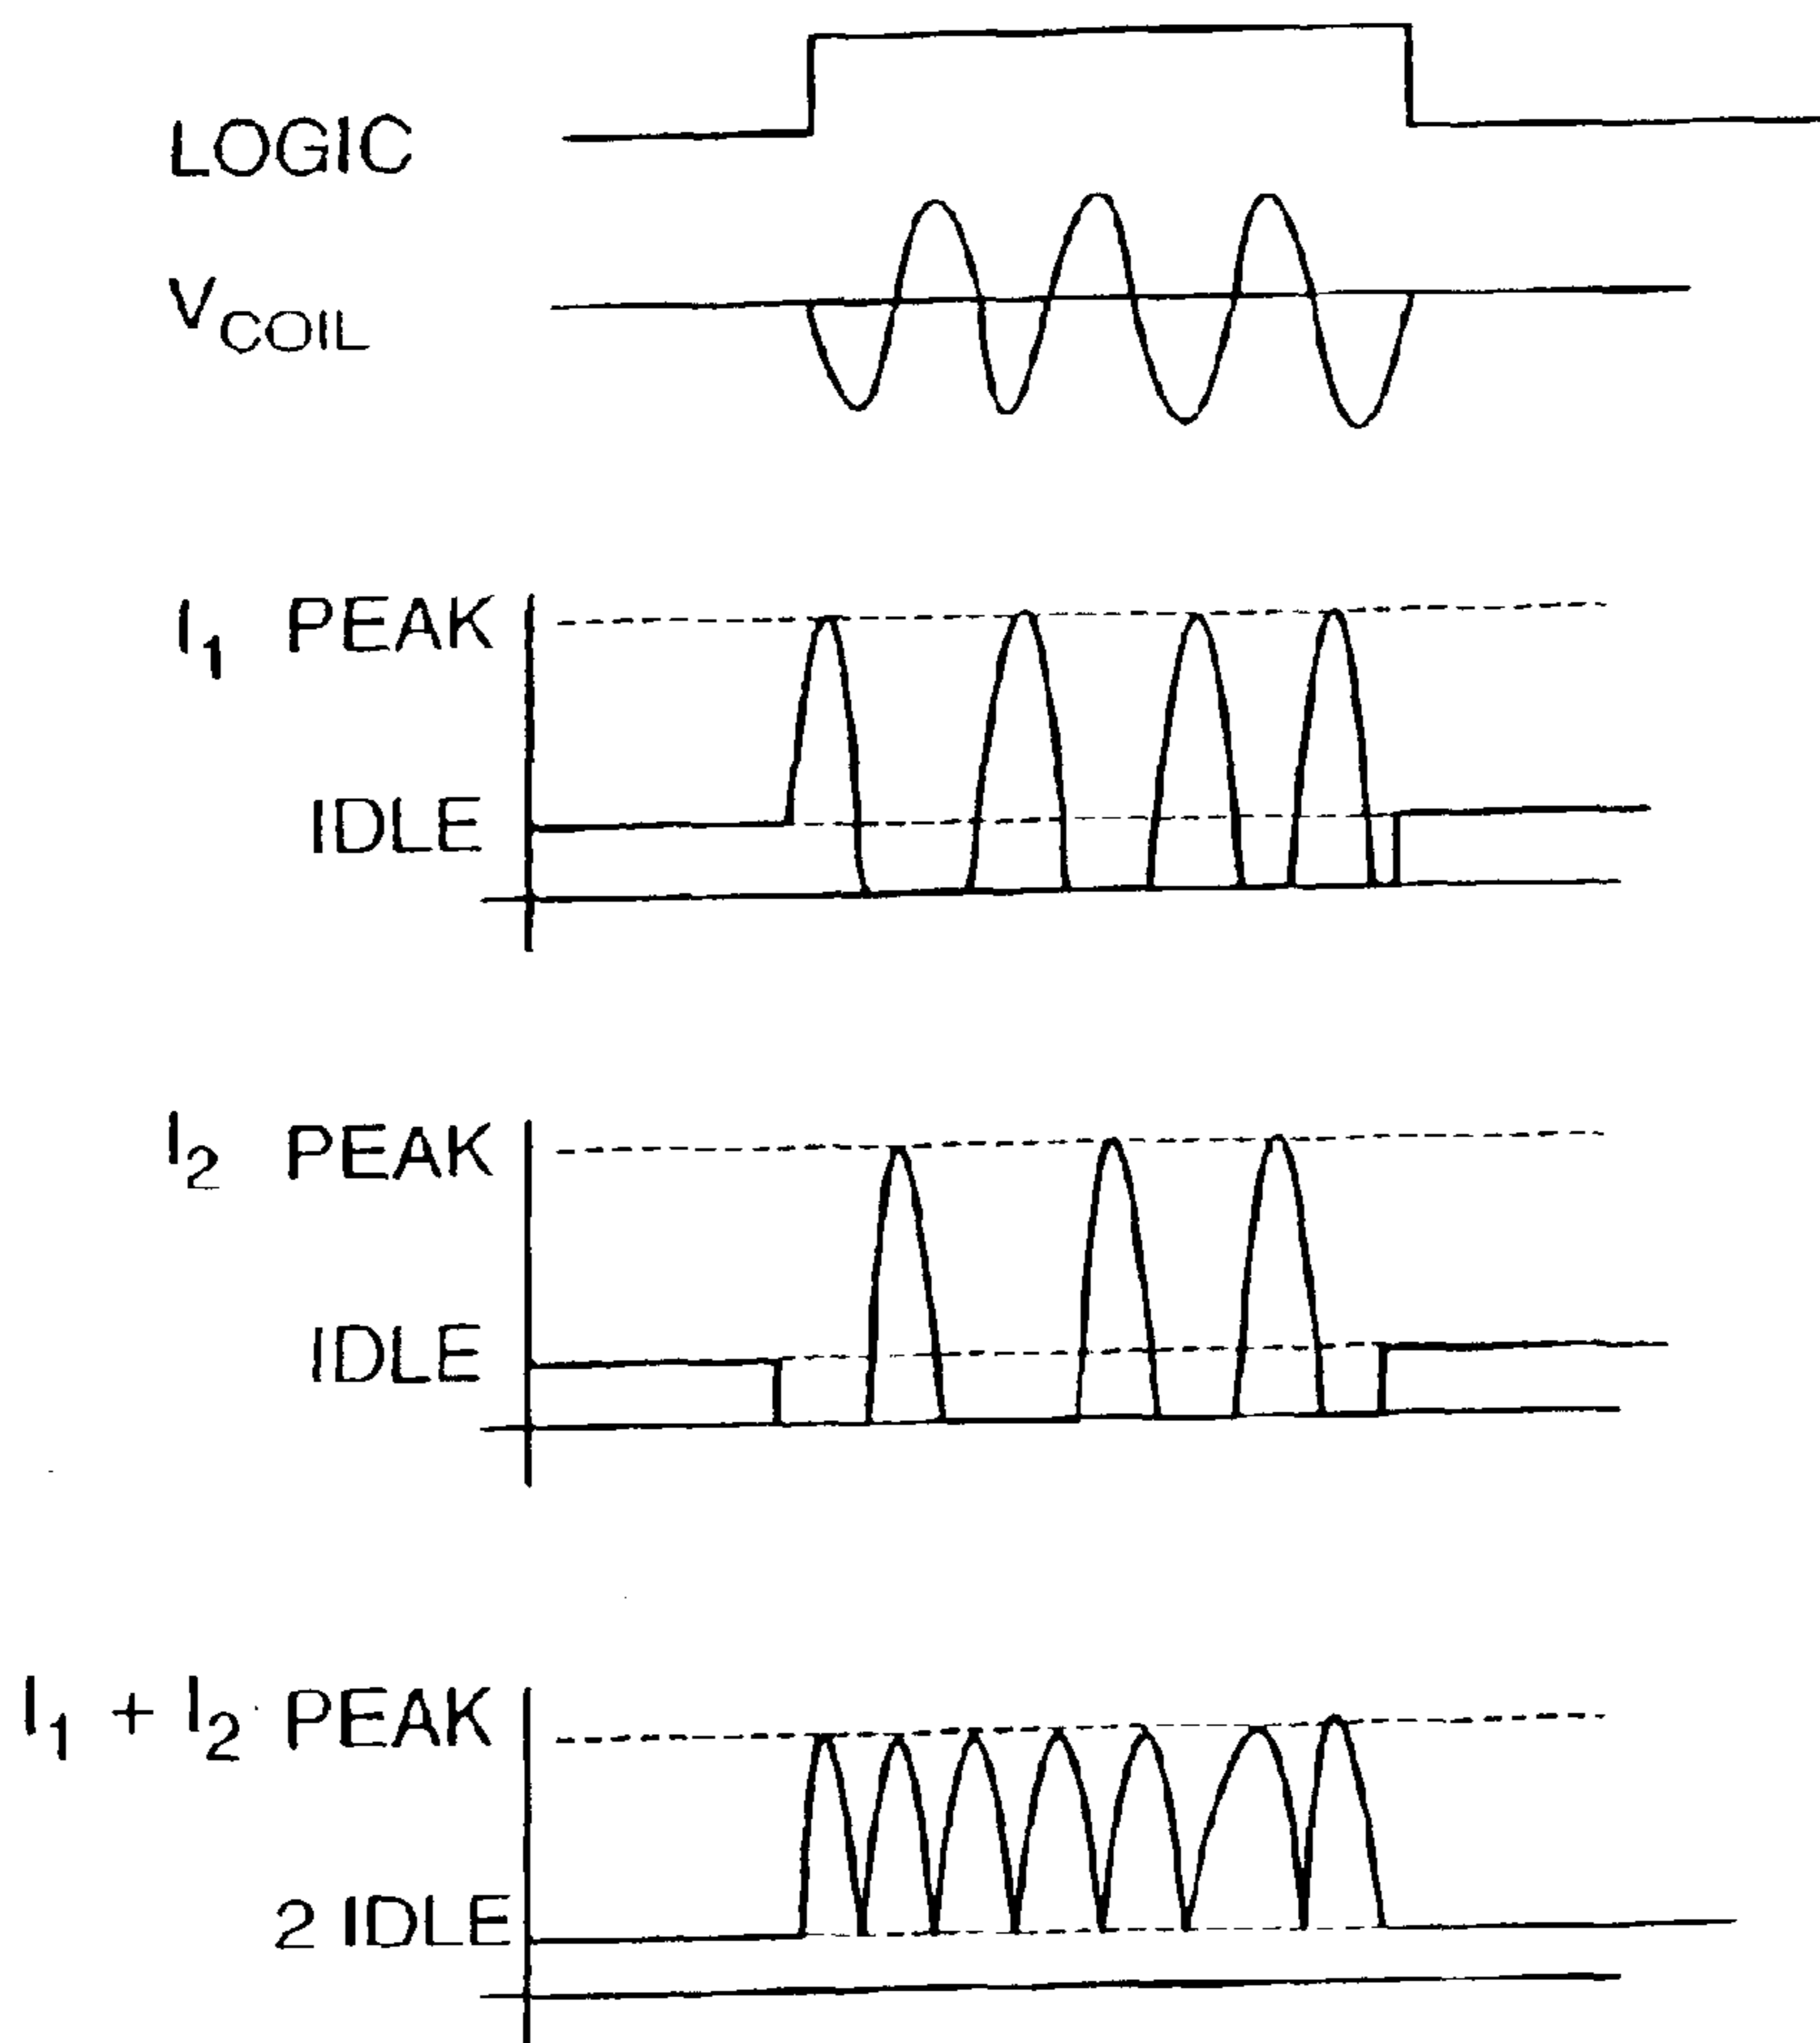 LOGIC
VCOIL
I1 PEAK
IDLE
I2 PEAK
IDLE
I1 + I2 PEAK
2 IDLE